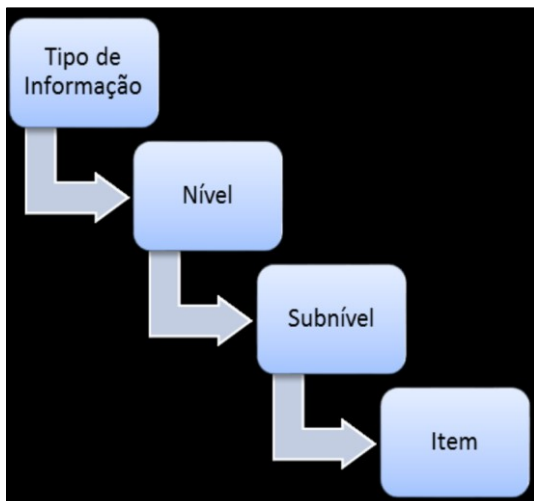 Tipo de
Informação
Nível
Subnível
Item